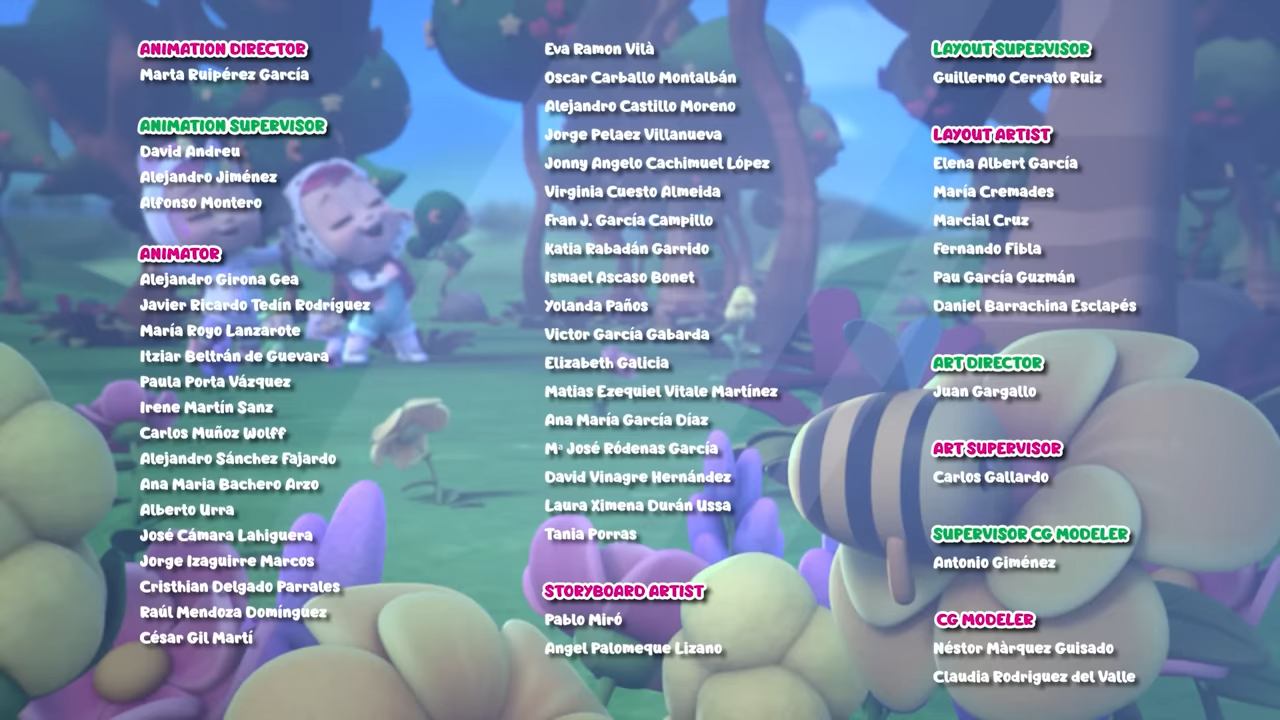 ANIMATION DIRECTOR
Marta Ruipérez García
ANIMATION SUPERVISOR
David Andreu
Alejandro Jiménez
Alfonso Montero
ANIMATOR
Alejandro Girona Gea
Javier Ricardo Tedín Rodríguez
María Royo Lanzarote
Itziar Beltrán de Guevara
Paula Porta Vázquez
Irene Martín Sanz
Carlos Muñoz Wolff
Alejandro Sánchez Fajardo
Ana Maria Bachero Arzo
Alberto Urra
José Cámara Lahiguera
Jorge Izaguirre Marcos
Cristhian Delgado Parrales
Raúl Mendoza Domínguez
César Gil Martí
Eva Ramon Vilà
Oscar Carballo Montalbán
Alejandro Castillo Moreno
Jorge Pelaez Villanueva
Jonny Angelo Cachimuel López
Virginia Cuesto Almeida
Fran J. García Campillo
Katia Rabadán Garrido
Ismael Ascaso Bonet
Yolanda Paños
Victor García Gabarda
Elizabeth Galicia
Matias Ezequiel Vitale Martínez
Ana María García Díaz
Mª José Ródenas García
David Vinagre Hernández
Laura Ximena Durán Ussa
Tania Porras
STORYBOARD ARTIST
Pablo Miró
Angel Palomeque Lizano
LAYOUT SUPERVISOR
Guillermo Cerrato Ruiz
LAYOUT ARTIST
Elena Albert García
María Cremades
Marcial Cruz
Fernando Fibla
Pau García Guzmán
Daniel Barrachina Esclapés
ART DIRECTOR
Juan Gargallo
ART SUPERVISOR
Carlos Gallardo
SUPERVISOR CG MODELER
Antonio Giménez
CG MODELER
Néstor Màrquez Guisado
Claudia Rodriguez del Valle